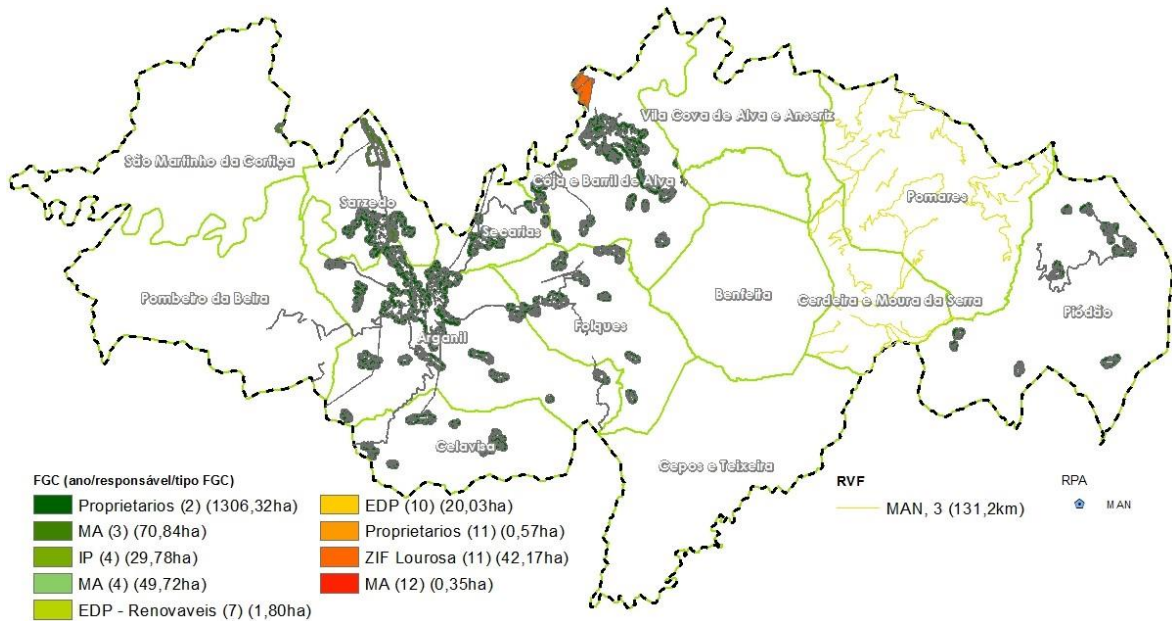 Vila Cova de Alva e Anseriz
São Martinho da Cortiça
Côja e Barril de Alva
Pomares
Sarzedo
Secarias
Benfeita
Cerdeira e Moura da Serra
Pombeiro da Beira
Piódão
Folques
Arganil
Celavisa
Cepos e Teixeira
FGC (ano/responsável/tipo FGC)
Proprietarios (2) (1306,32ha)
MA (3) (70,84ha)
IP (4) (29,78ha)
MA (4) (49,72ha)
EDP - Renovaveis (7) (1,80ha)
EDP (10) (20,03ha)
Proprietarios (11) (0,57ha)
ZIF Lourosa (11) (42,17ha)
MA (12) (0,35ha)
RVF
MAN, 3 (131,2km)
RPA
MAN